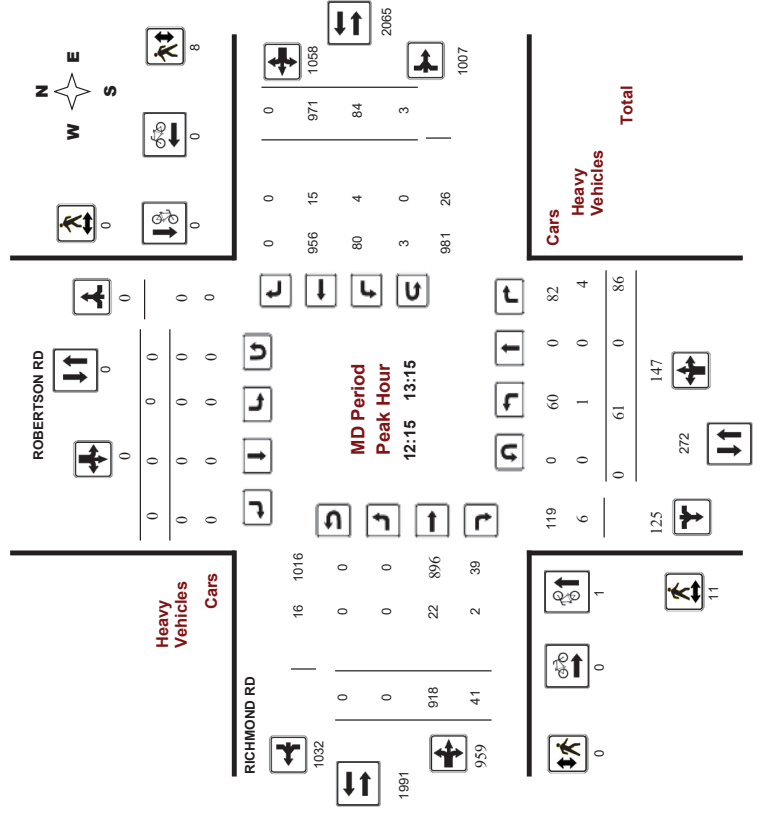 N
E
W
S
8
0
0
0
ROBERTSON RD
0
0
0
0 0 0 0
0 0 0 0 0
0 0 0 0 0
Heavy
Vehicles
Cars
2065
1058
1007
0 0 0
956 15 971
80 4 84
3 0 3
981 26
MD Period
Peak Hour
12:15 13:15
RICHMOND RD
16 1016
0 0 0
0 0 0
918 22 896
41 2 39
1032
1991
959
Cars
Heavy
Vehicles
Total
119 0 60 0 82
6 0 1 0 4
0 61 0 86
125
272
147
0
0
1
11